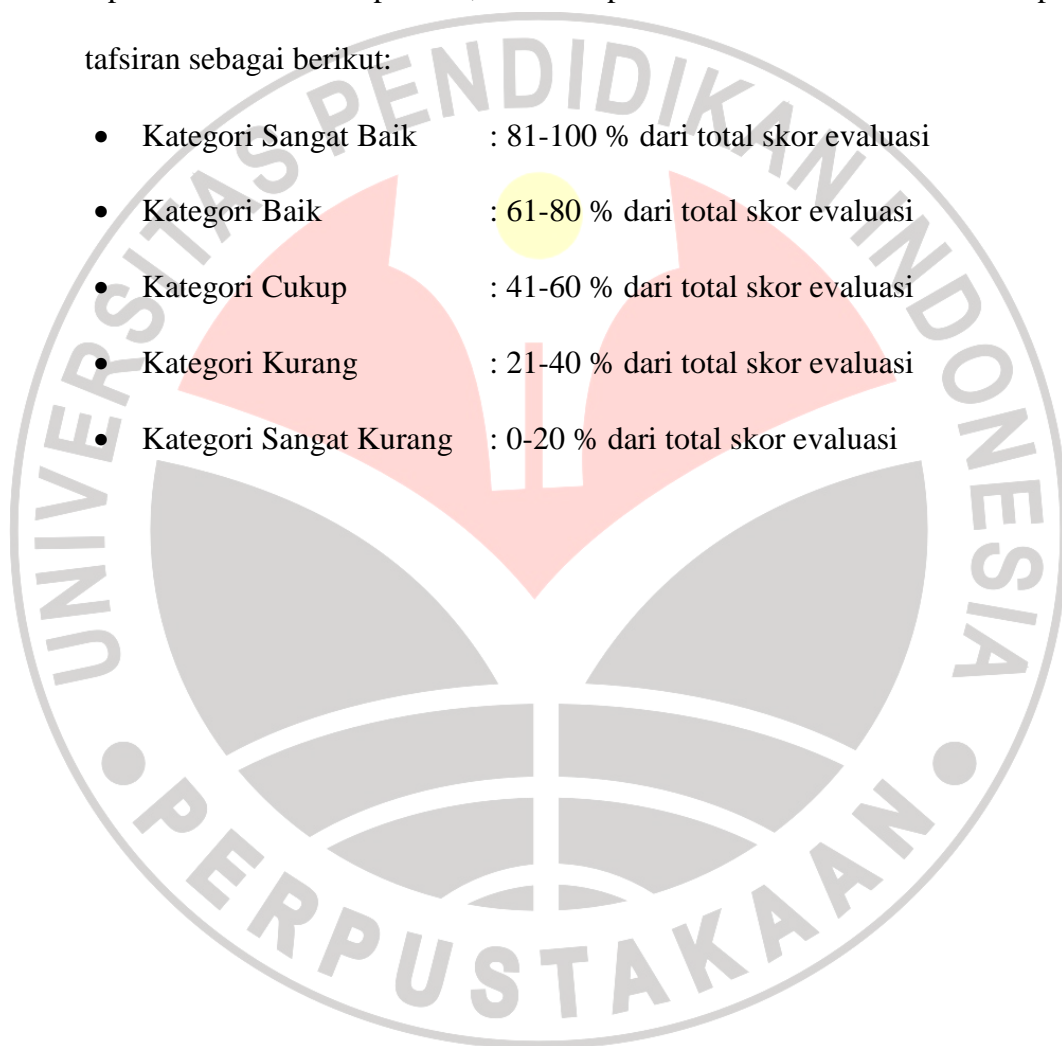 tafsiran sebagai berikut:
• Kategori Sangat Baik : 81-100 % dari total skor evaluasi
• Kategori Baik : 61-80 % dari total skor evaluasi
• Kategori Cukup : 41-60 % dari total skor evaluasi
• Kategori Kurang : 21-40 % dari total skor evaluasi
• Kategori Sangat Kurang : 0-20 % dari total skor evaluasi
UNIVERSITAS PENDIDIKAN INDONESIA
PERPUSTAKAAN